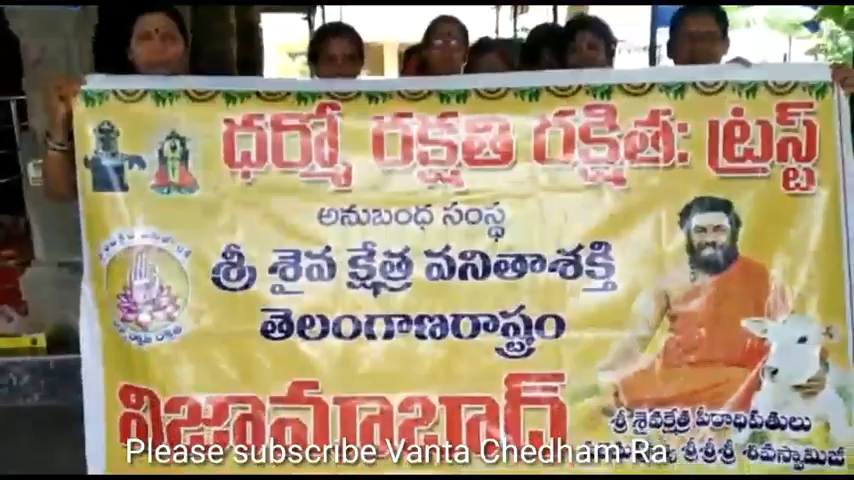 ధర్మో రక్షతి రక్షిత: ట్రస్ట్
అనుబంధ సంస్థ
శ్రీ శైవ క్షేత్ర వనితాశక్తి
తెలంగాణరాష్ట్రం
నిజామాబాద్
శ్రీ శైవక్షేత్ర పీఠాధిపతులు
శ్రీశ్రీశ్రీ శివస్వామిజీ
Please subscribe Vanta Chedham Ra.